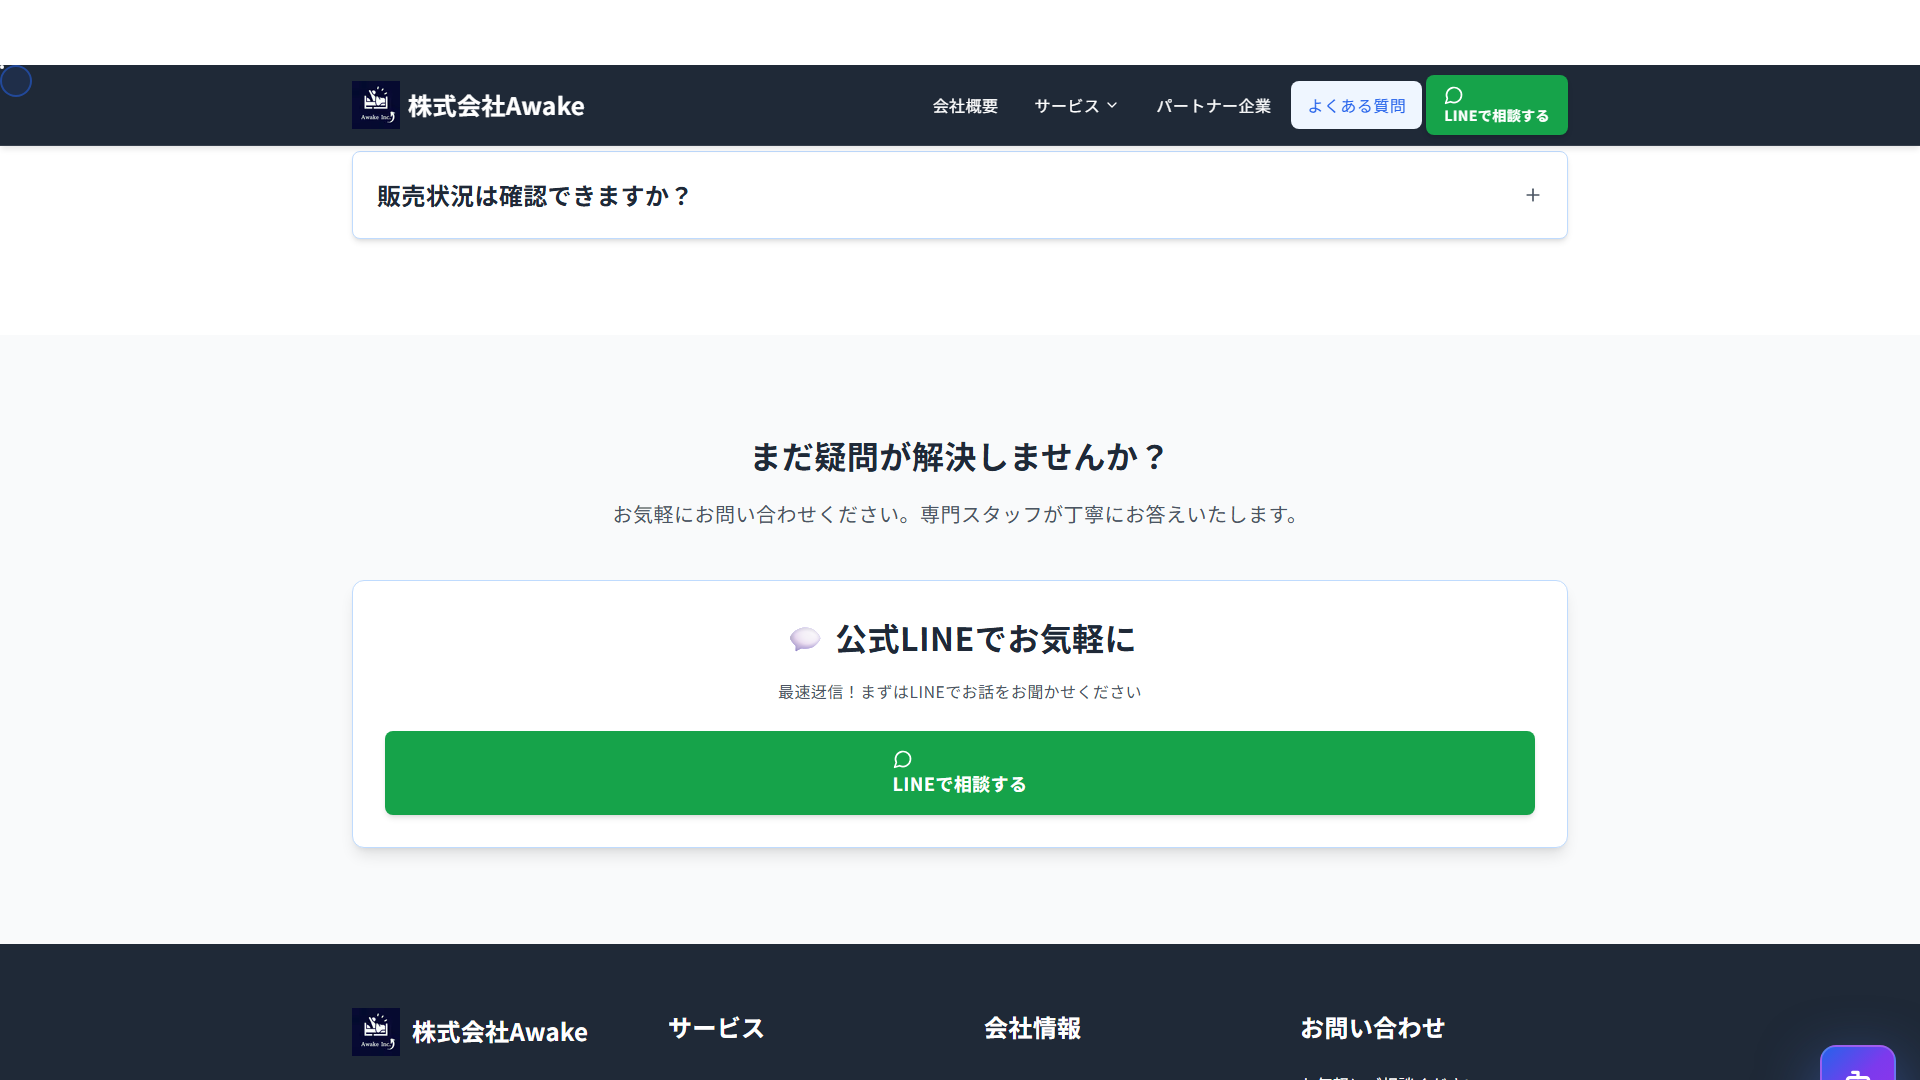 株式会社Awake
会社概要
サービス
パートナー企業
よくある質問
LINEで相談する
販売状況は確認できますか？
まだ疑問が解決しませんか？
お気軽にお問い合わせください。専門スタッフが丁寧にお答えいたします。
公式LINEでお気軽に
最速迓信！まずはLINEでお話をお聞かせください
LINEで相談する
Awake Inc.
株式会社Awake
サービス
会社情報
お問い合わせ